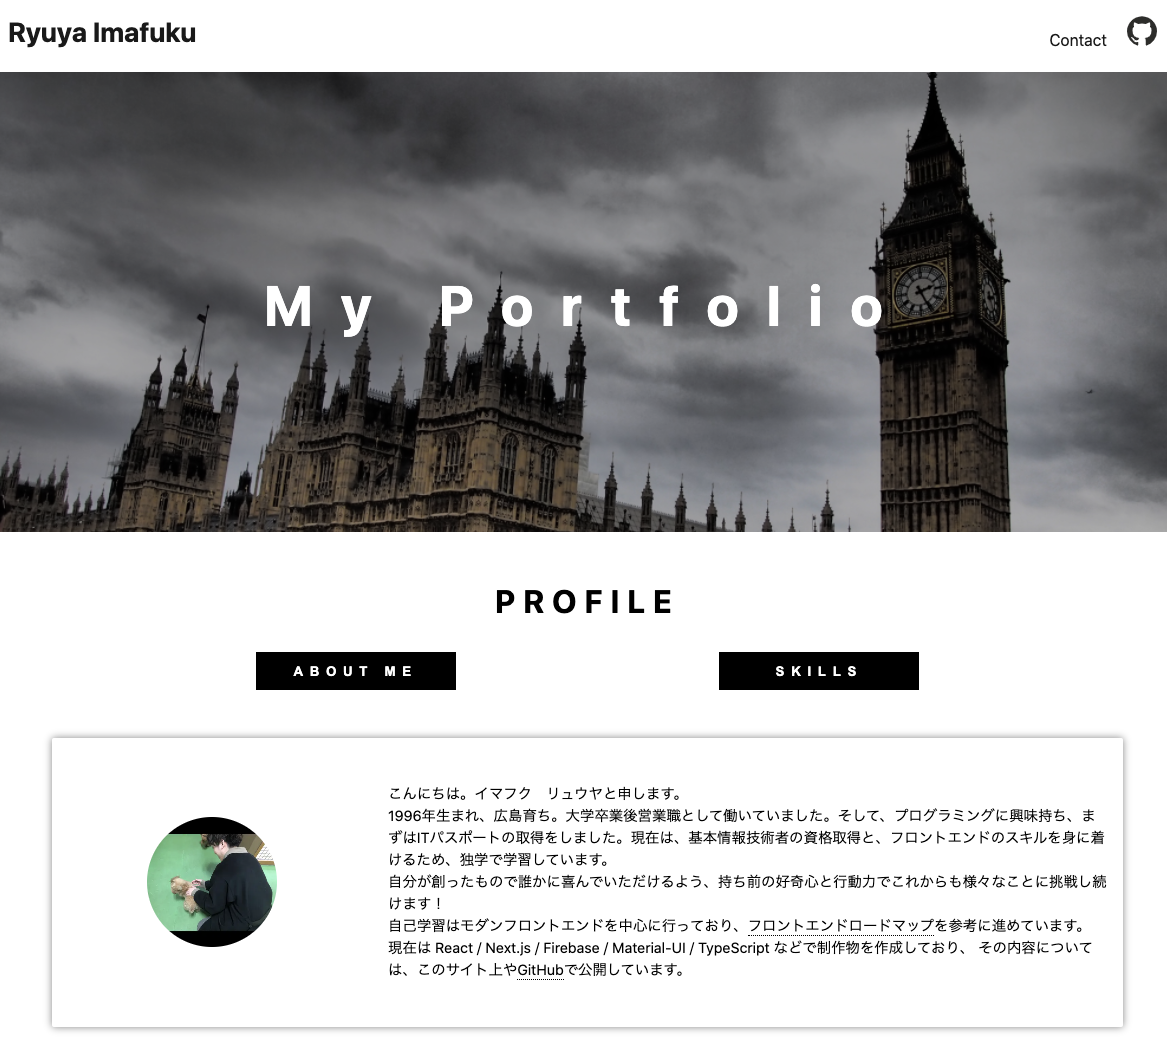 Ryuya Imafuku
Contact
My Portfolio
PROFILE
ABOUT ME
SKILLS
こんにちは。イマフク　リュウヤと申します。
1996年生まれ、広島育ち。大学卒業後営業職として働いていました。そして、プログラミングに興味持ち、ま
ずはITパスポートの取得をしました。現在は、基本情報技術者の資格取得と、フロントエンドのスキルを身に着
けるため、独学で学習しています。
自分が創ったもので誰かに喜んでいただけるよう、持ち前の好奇心と行動力でこれからも様々なことに挑戦し続
けます！
自己学習はモダンフロントエンドを中心に行っており、フロントエンドロードマップを参考に進めています。
現在は React / Next.js / Firebase / Material-UI / TypeScript などで制作物を作成しており、 その内容について
は、このサイト上やGitHubで公開しています。